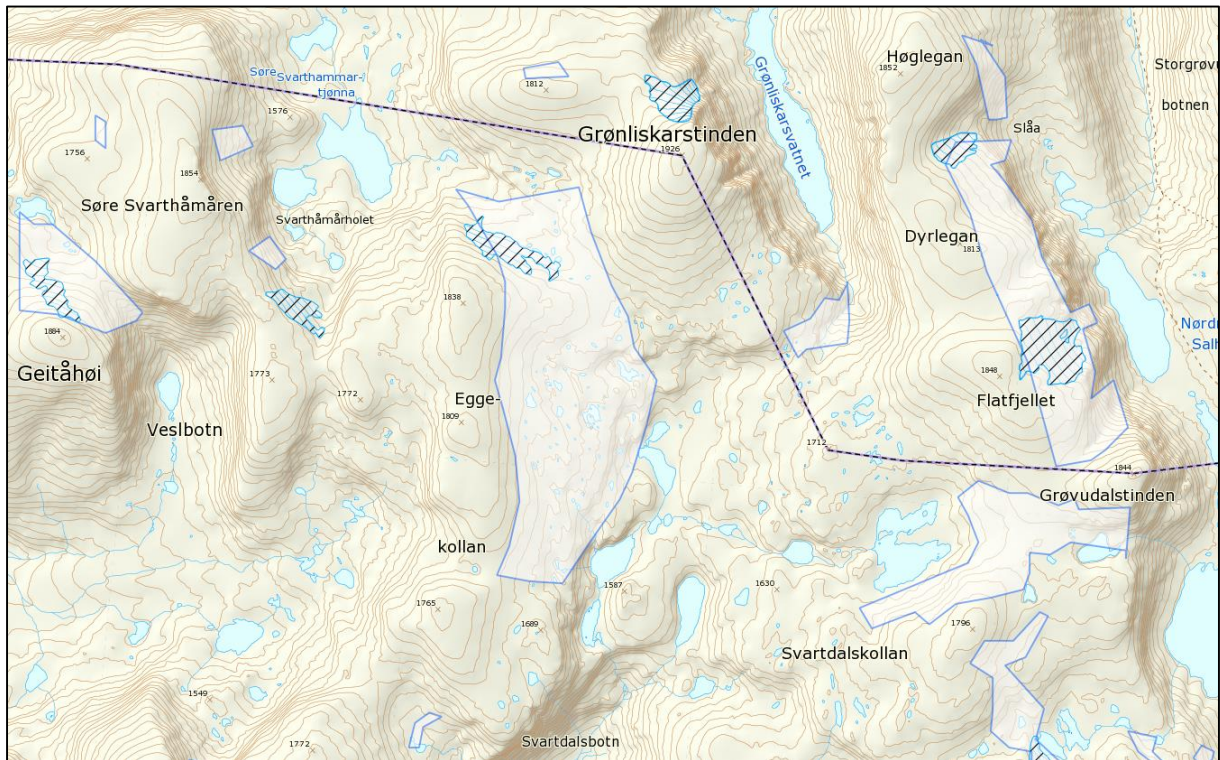 Høglegan
1852
Storgrøv
botnen
Søre
Svarthammar-
tjønna
1812
Grønliskarsvatnet
1576
Slåa
Grønliskarstinden
1926
1756
1854
Søre Svarthåmåren
Svarthåmårholet
Dyrlegan
1813
1838
Nørdr
Salh
1884
Geitåhøi
1773
1772
1848
Flatfjellet
Egge-
1809
Veslbotn
1712
1844
Grøvudalstinden
kollan
1587
1630
1765
1689
1796
Svartdalskollan
1549
1772
Svartdalsbotn